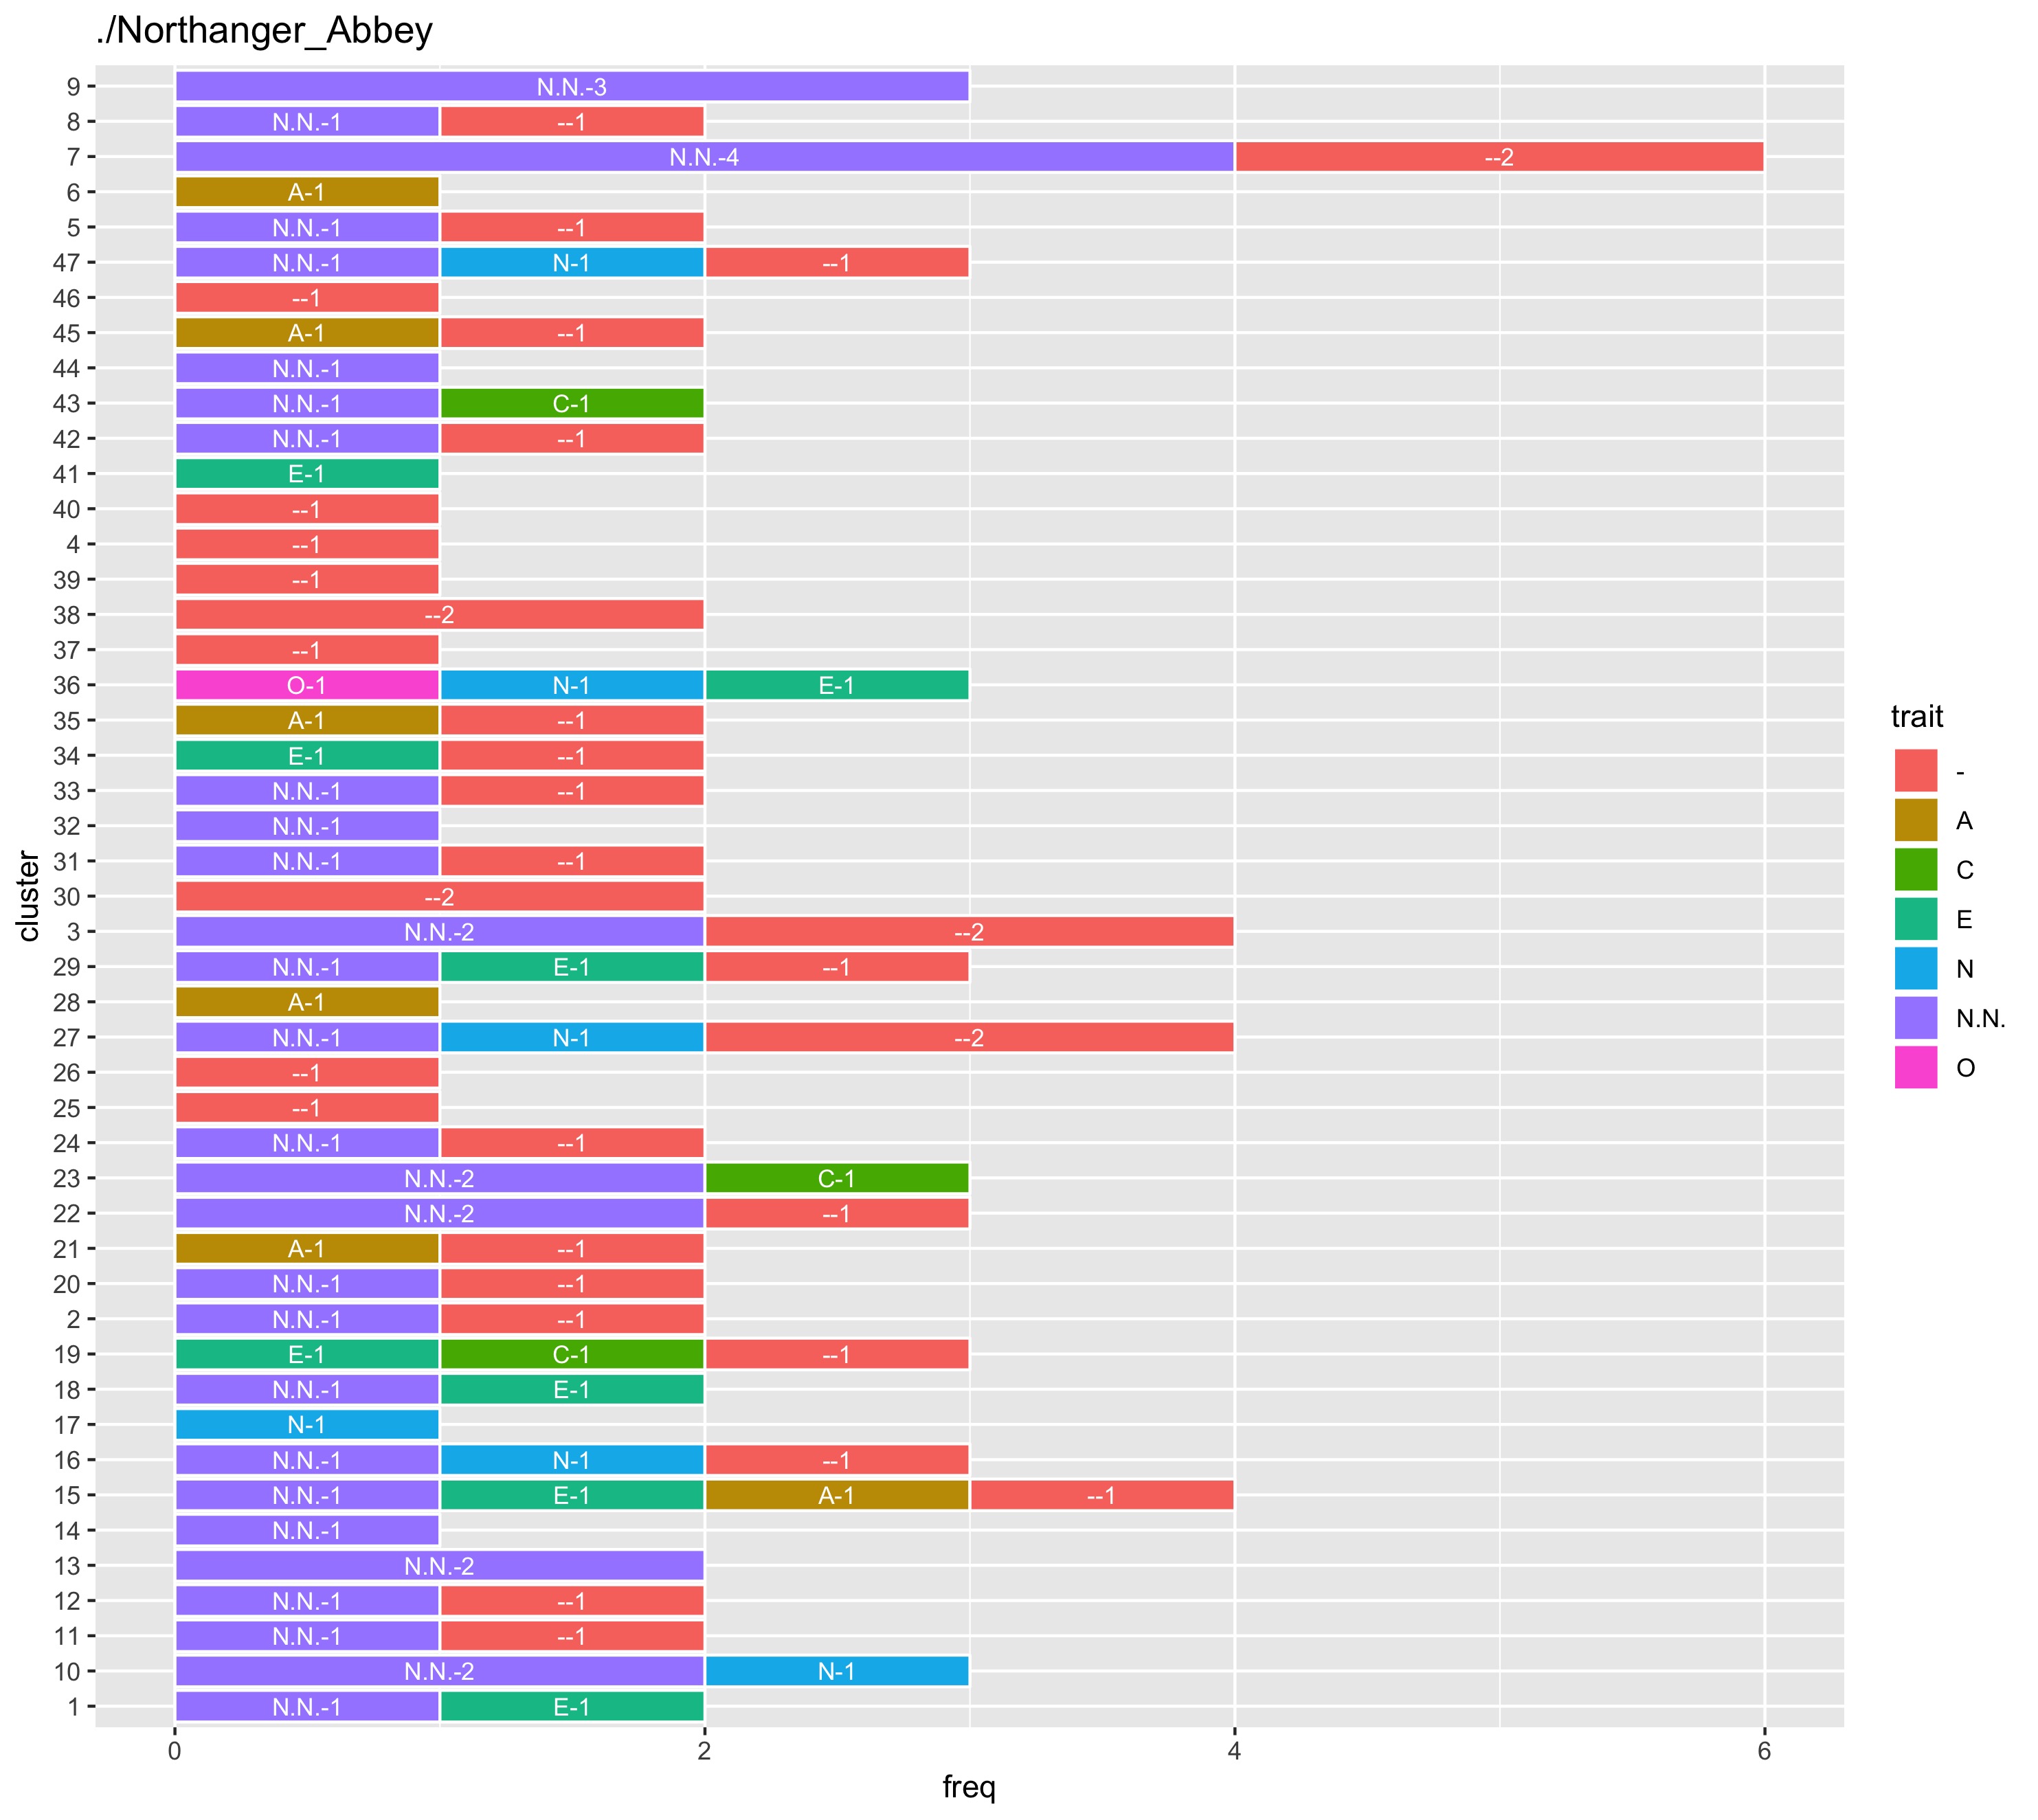 ./Northanger_Abbey
9 N.N.-3
8 N.N.-1 --1
7 N.N.-4 --2
6 A-1
5 N.N.-1 --1
47 N.N.-1 N-1 --1
46 --1
45 A-1 --1
44 N.N.-1
43 N.N.-1 C-1
42 N.N.-1 --1
41 E-1
40 --1
4 --1
39 --1
38 --2
37 --1
36 O-1 N-1 E-1
35 A-1 --1
34 E-1 --1
33 N.N.-1 --1
32 N.N.-1
31 N.N.-1 --1
30 --2
3 N.N.-2 --2
29 N.N.-1 E-1 --1
28 A-1
27 N.N.-1 N-1 --2
26 --1
25 --1
24 N.N.-1 --1
23 N.N.-2 C-1
22 N.N.-2 --1
21 A-1 --1
20 N.N.-1 --1
2 N.N.-1 --1
19 E-1 C-1 --1
18 N.N.-1 E-1
17 N-1
16 N.N.-1 N-1 --1
15 N.N.-1 E-1 A-1 --1
14 N.N.-1
13 N.N.-2
12 N.N.-1 --1
11 N.N.-1 --1
10 N.N.-2 N-1
1 N.N.-1 E-1
0 2 4 6
freq
cluster
trait
-
A
C
E
N
N.N.
O